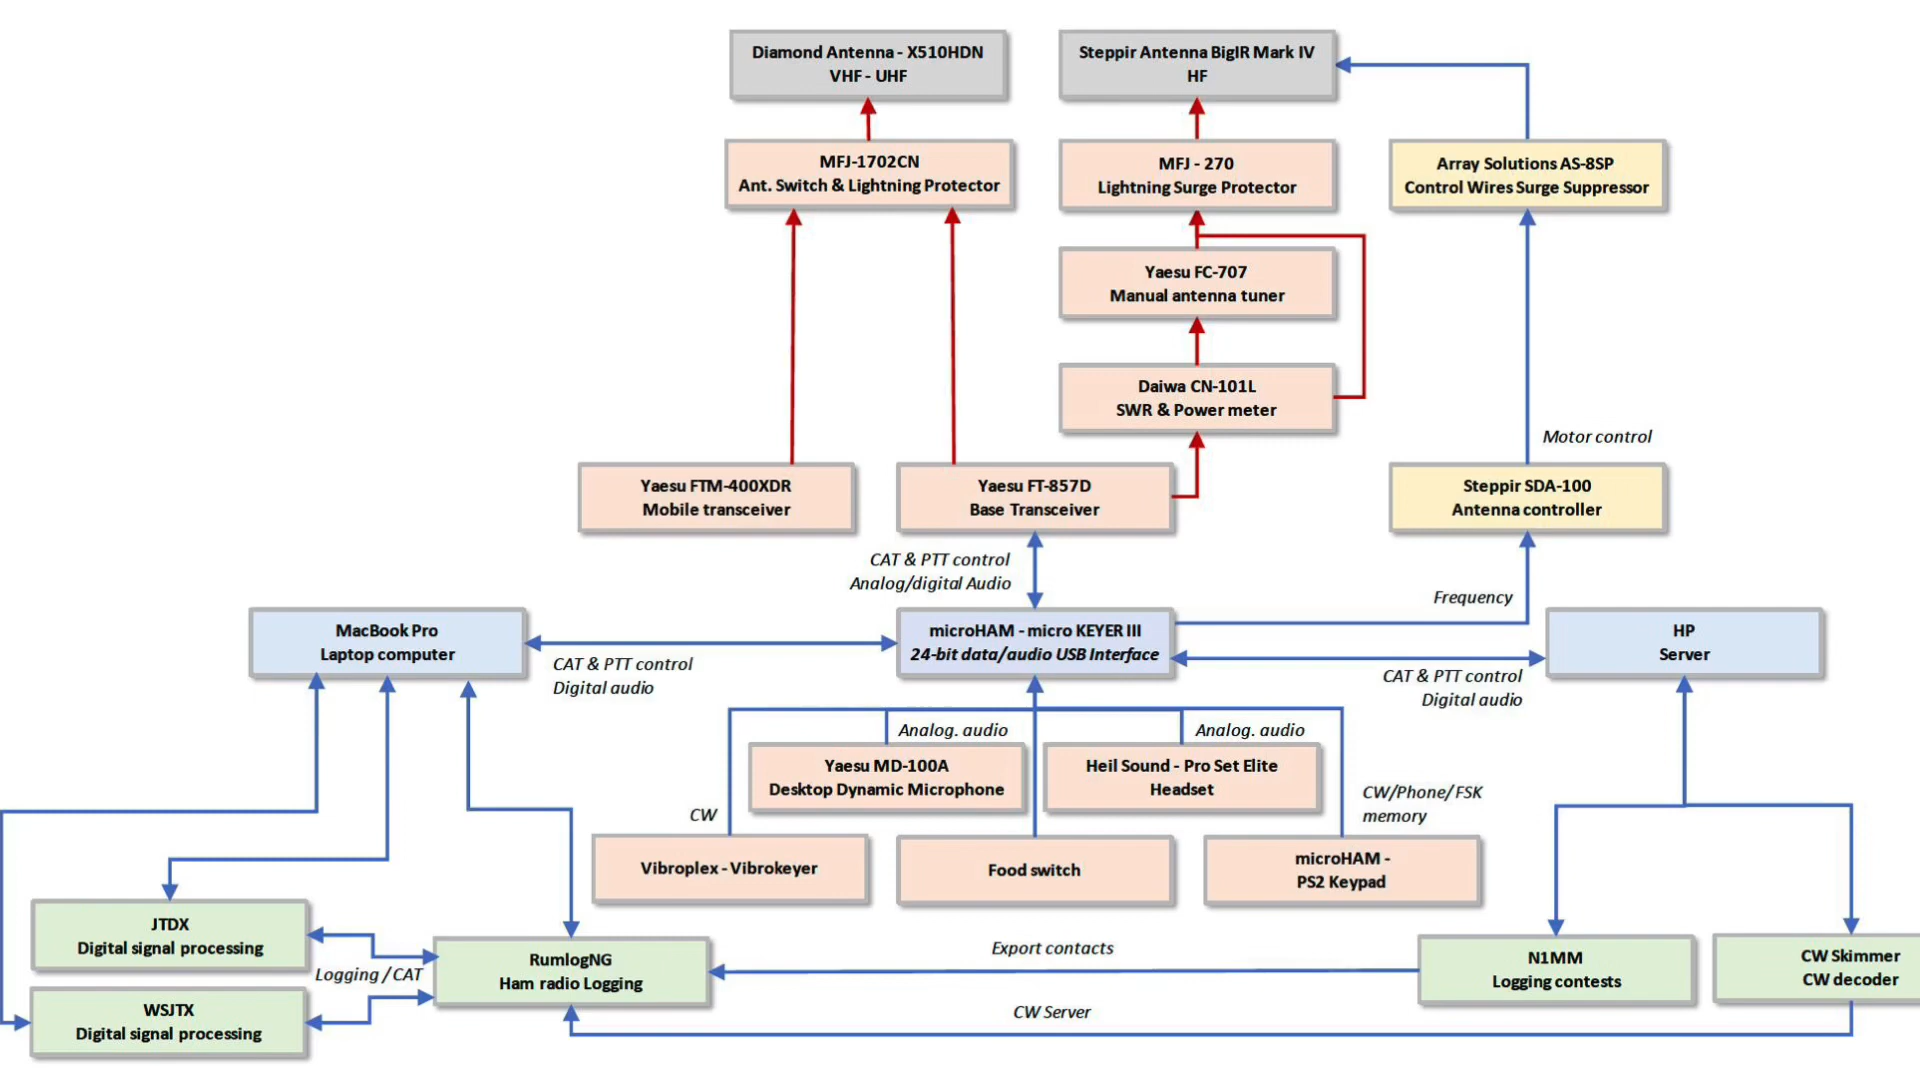 Diamond Antenna - X510HDN
VHF - UHF
Steppir Antenna BigIR Mark IV
HF
MFJ-1702CN
Ant. Switch & Lightning Protector
MFJ - 270
Lightning Surge Protector
Array Solutions AS-8SP
Control Wires Surge Suppressor
Yaesu FC-707
Manual antenna tuner
Daiwa CN-101L
SWR & Power meter
Motor control
Yaesu FTM-400XDR
Mobile transceiver
Yaesu FT-857D
Base Transceiver
Steppir SDA-100
Antenna controller
CAT & PTT control
Analog/digital Audio
Frequency
MacBook Pro
Laptop computer
microHAM - micro KEYER III
24-bit data/audio USB Interface
HP
Server
CAT & PTT control
Digital audio
CAT & PTT control
Digital audio
Analog. audio
Analog. audio
Yaesu MD-100A
Desktop Dynamic Microphone
Heil Sound - Pro Set Elite
Headset
CW
CW/Phone/FSK
memory
Vibroplex - Vibrokeyer
Food switch
microHAM -
PS2 Keypad
JTDX
Digital signal processing
Logging / CAT
RumlogNG
Ham radio Logging
Export contacts
N1MM
Logging contests
CW Skimmer
CW decoder
WSJTX
Digital signal processing
CW Server